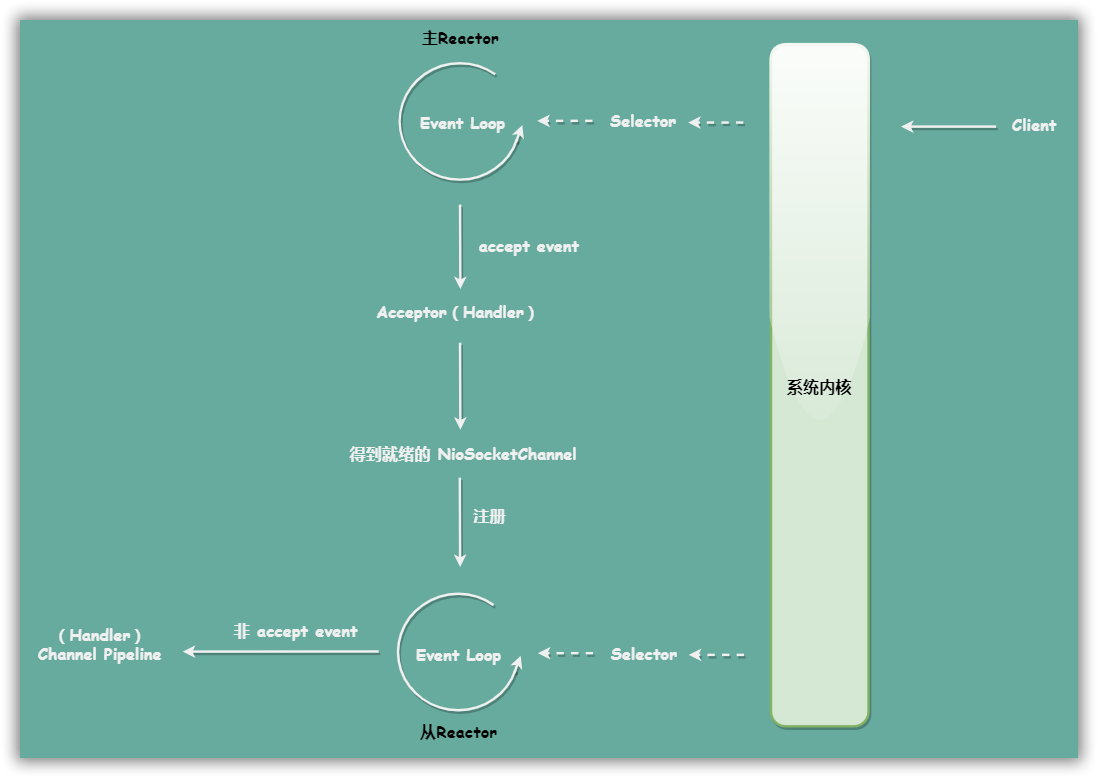 主Reactor
Event Loop
Selector
Client
accept event
Acceptor ( Handler )
系统内核
得到就绪的 NioSocketChannel
注册
( Handler )
Channel Pipeline
非 accept event
Event Loop
Selector
从Reactor